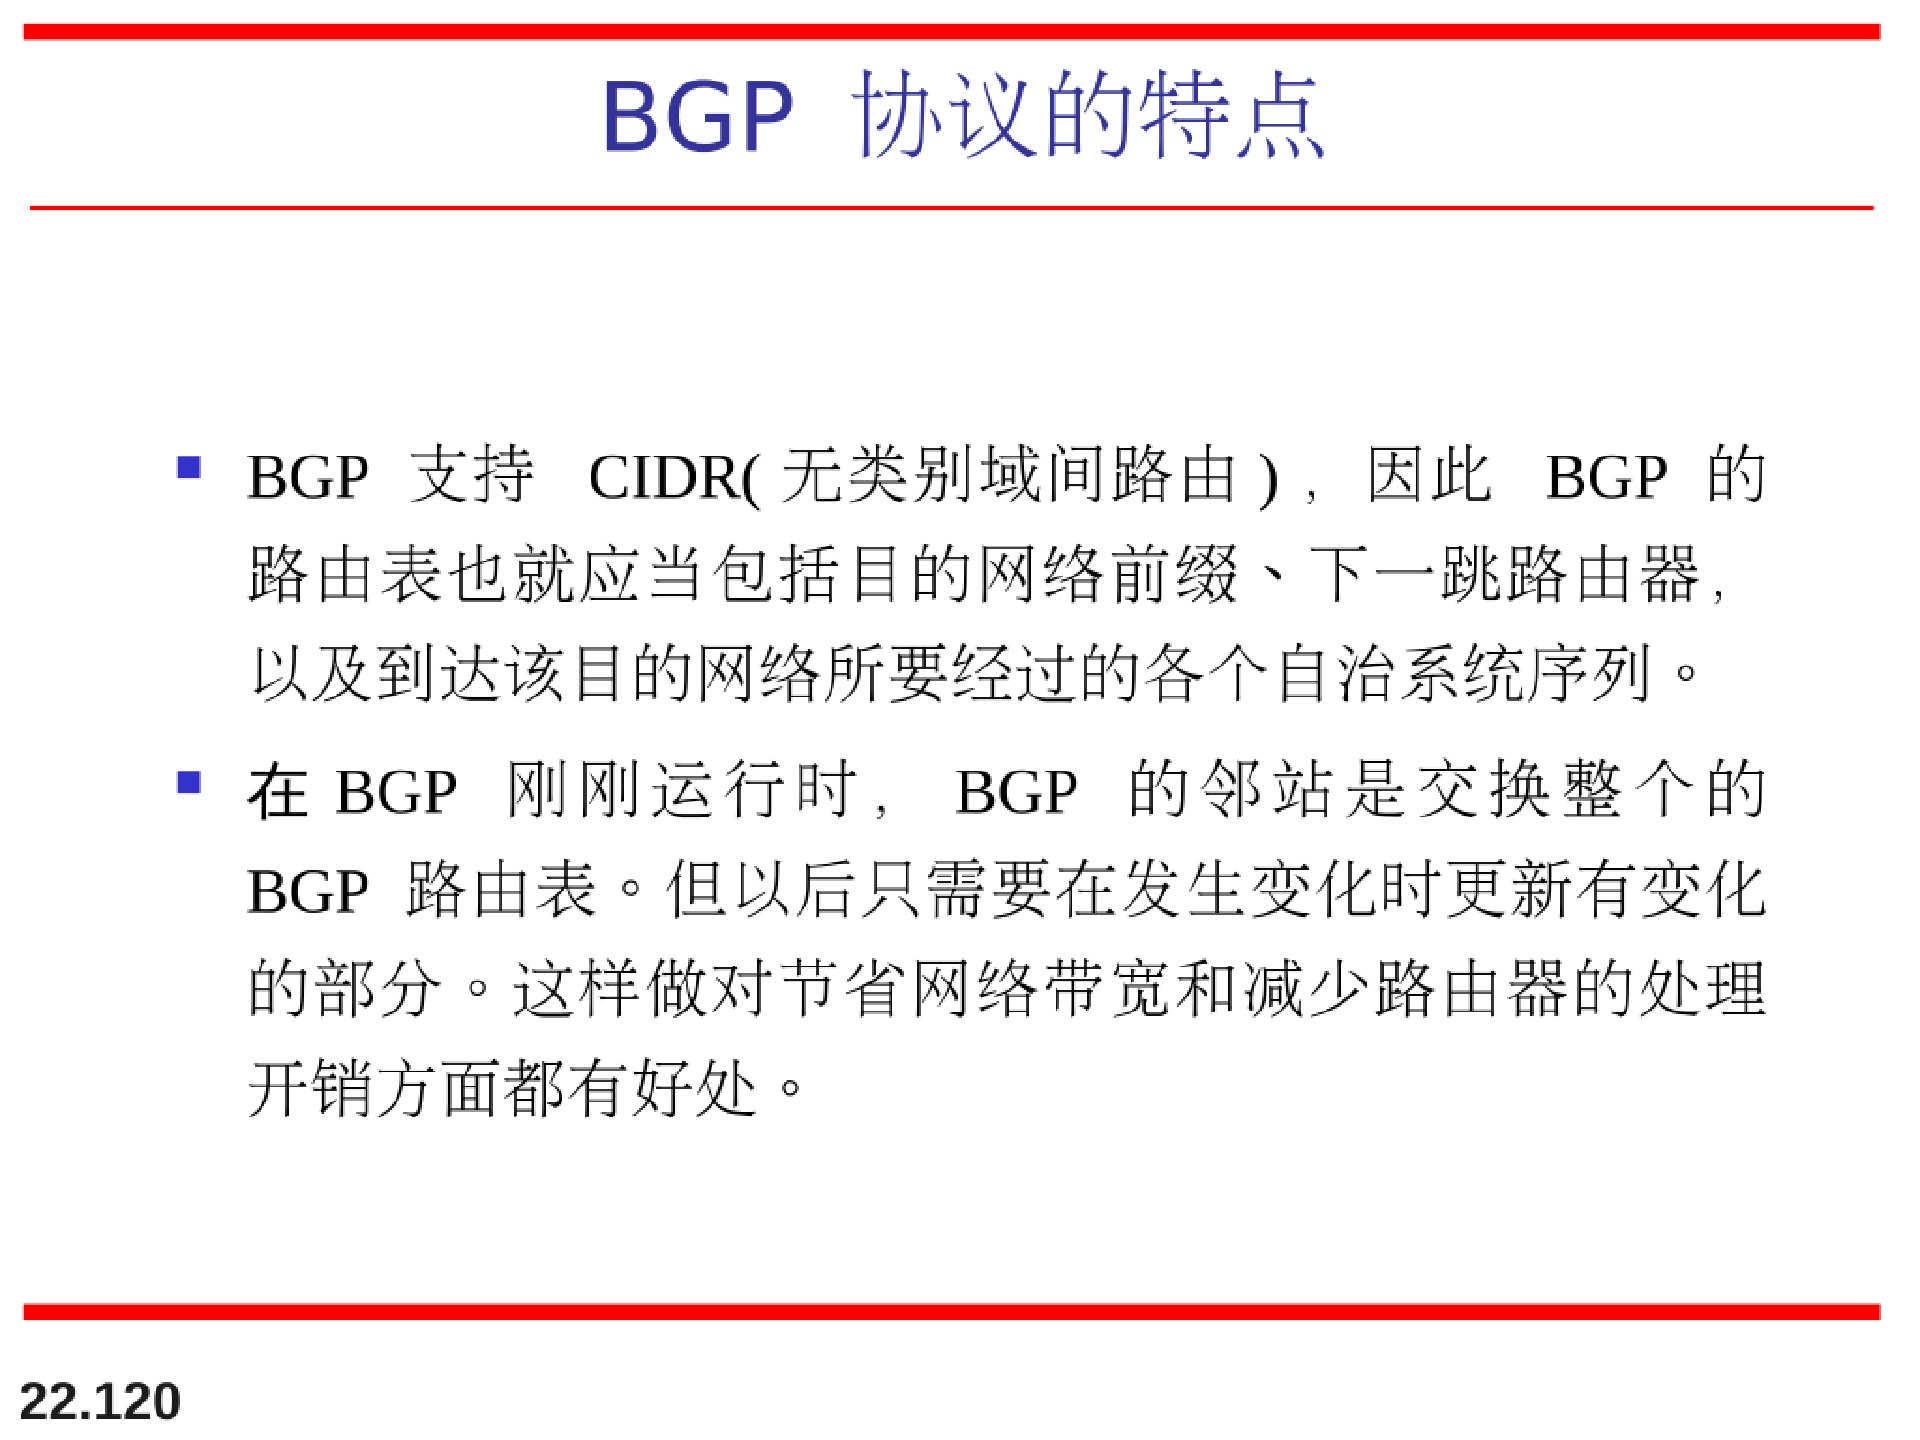 BGP 协议的特点
BGP 支持 CIDR(无类别域间路由)，因此 BGP 的
路由表也就应当包括目的网络前缀、下一跳路由器，
以及到达该目的网络所要经过的各个自治系统序列。
在BGP 刚刚运行时，BGP 的邻站是交换整个的
BGP 路由表。但以后只需要在发生变化时更新有变化
的部分。这样做对节省网络带宽和减少路由器的处理
开销方面都有好处。
22.120